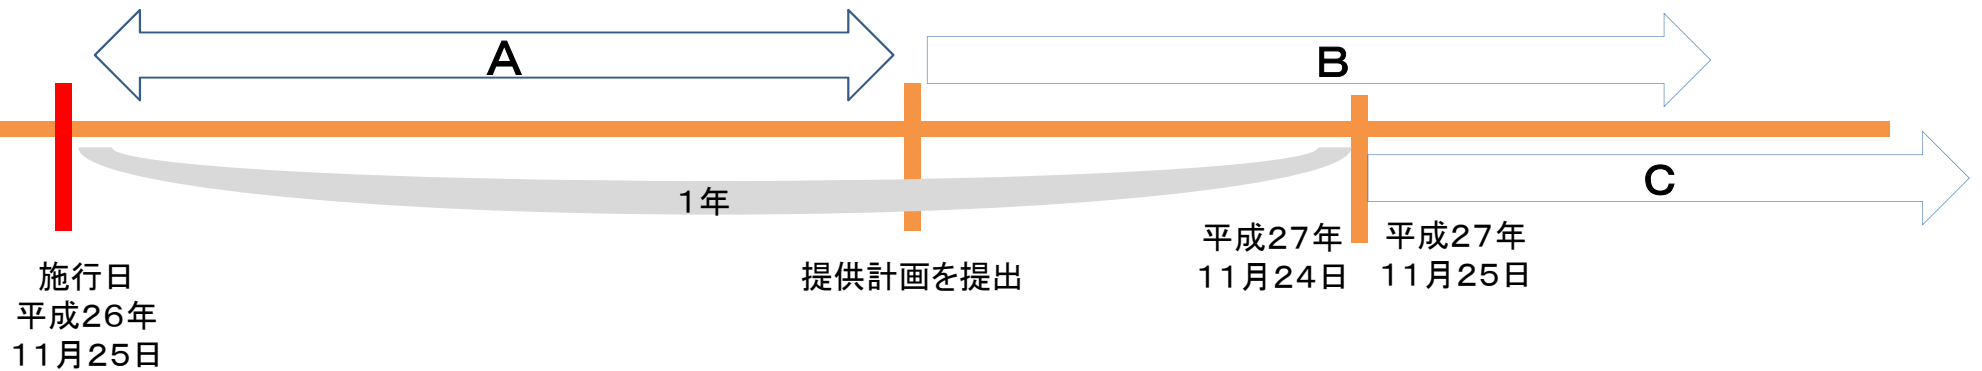 A
B
C
1年
施行日
平成26年
11月25日
提供計画を提出
平成27年
11月24日
平成27年
11月25日